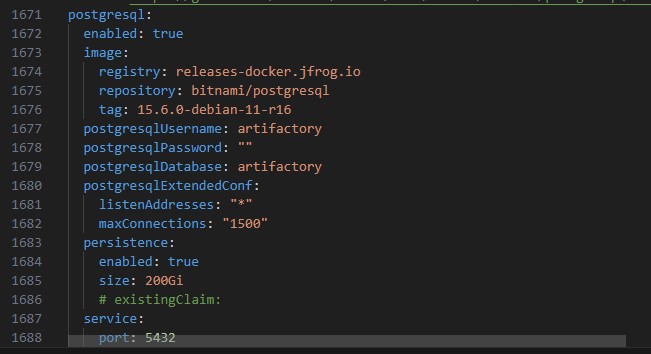 1671 postgresql:
1672 enabled: true
1673 image:
1674 registry: releases-docker.jfrog.io
1675 repository: bitnami/postgresql
1676 tag: 15.6.0-debian-11-r16
1677 postgresqlUsername: artifactory
1678 postgresqlPassword: ""
1679 postgresqlDatabase: artifactory
1680 postgresqlExtendedConf:
1681 listenAddresses: "*"
1682 maxConnections: "1500"
1683 persistence:
1684 enabled: true
1685 size: 200Gi
1686 # existingClaim:
1687 service:
1688 port: 5432